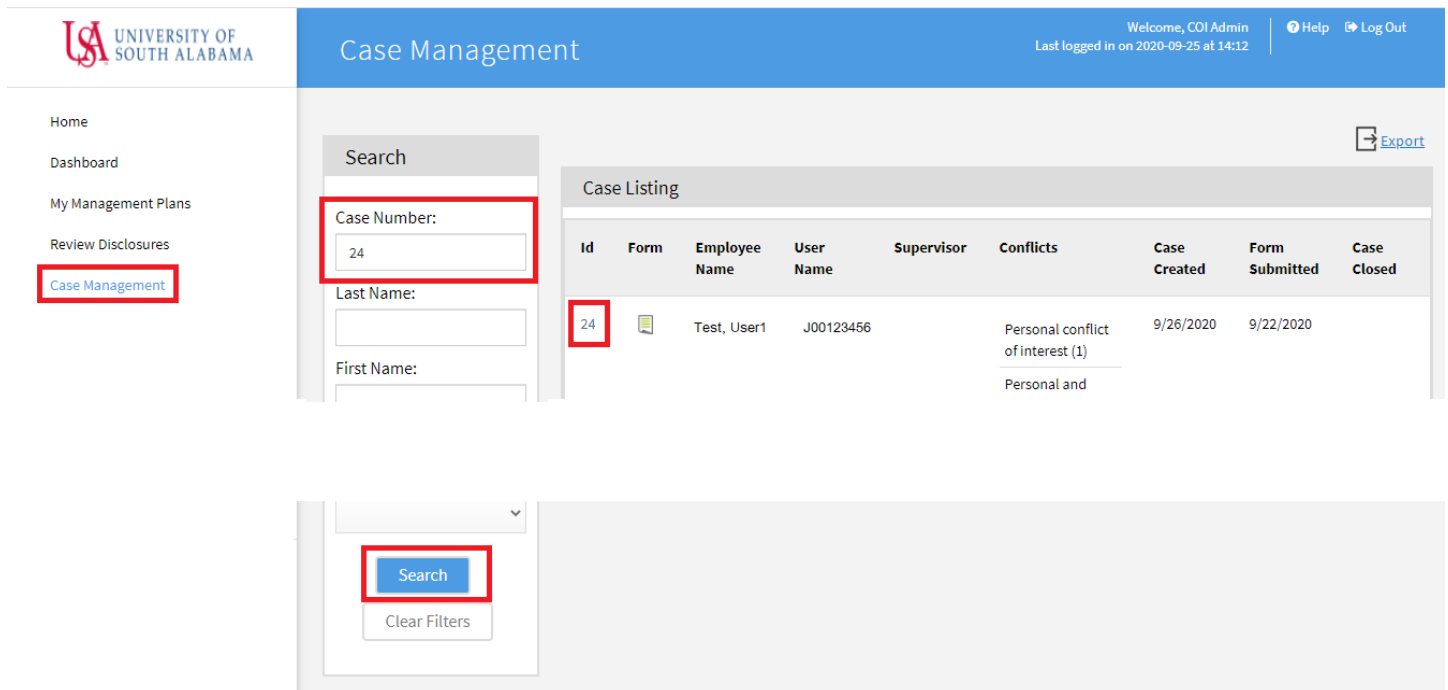 UNIVERSITY OF
SOUTH ALABAMA
Case Management
Welcome, COI Admin
Last logged in on 2020-09-25 at 14:12
Help
Log Out
Home
Dashboard
My Management Plans
Review Disclosures
Case Management
Export
Search
Case Number:
24
Last Name:
First Name:
Search
Clear Filters
Case Listing
Id Form Employee Name User Name Supervisor Conflicts Case Created Form Submitted Case Closed
24 Test, User1 J00123456 Personal conflict of interest (1) 9/26/2020 9/22/2020
Personal and